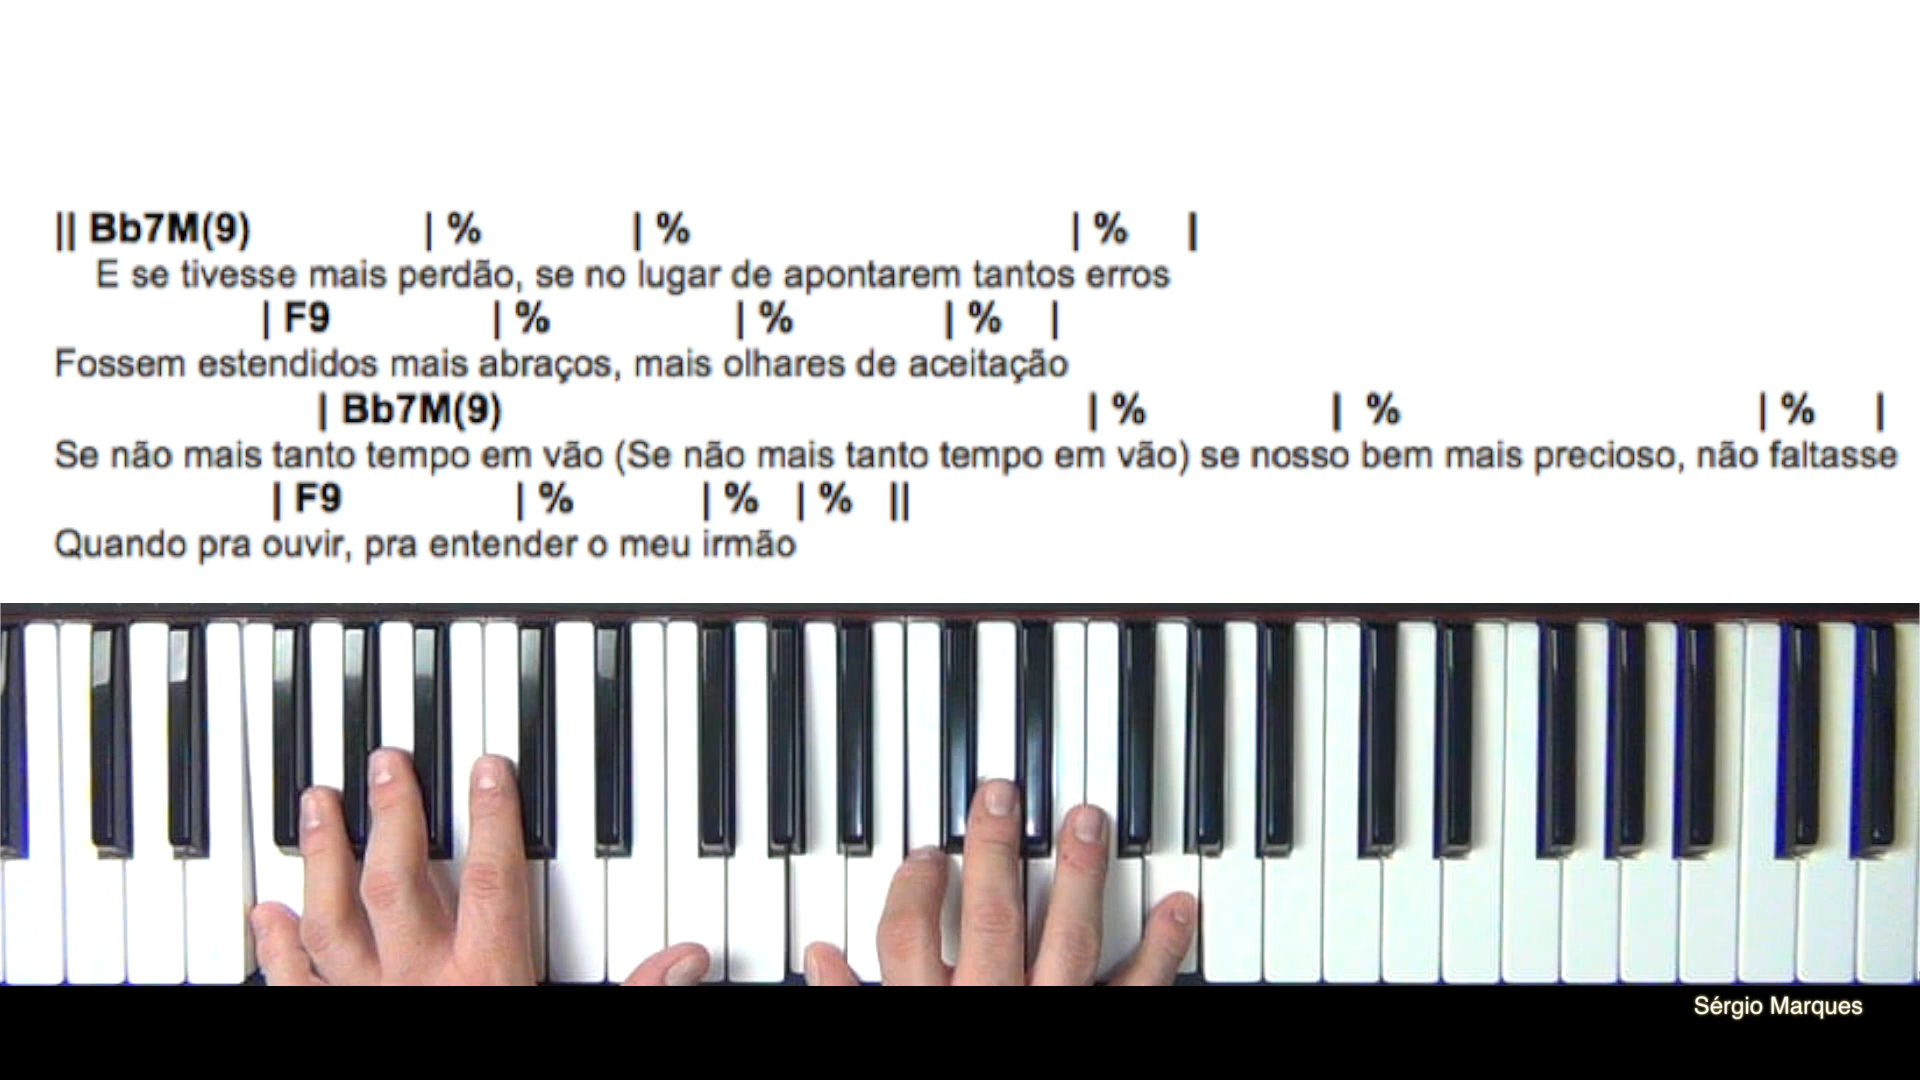 || Bb7M(9) | % | % | % |
E se tivesse mais perdão, se no lugar de apontarem tantos erros
| F9 | % | % | % |
Fossem estendidos mais abraços, mais olhares de aceitação
| Bb7M(9) | % | % | % |
Se não mais tanto tempo em vão (Se não mais tanto tempo em vão) se nosso bem mais precioso, não faltasse
| F9 | % | % | % ||
Quando pra ouvir, pra entender o meu irmão
Sérgio Marques